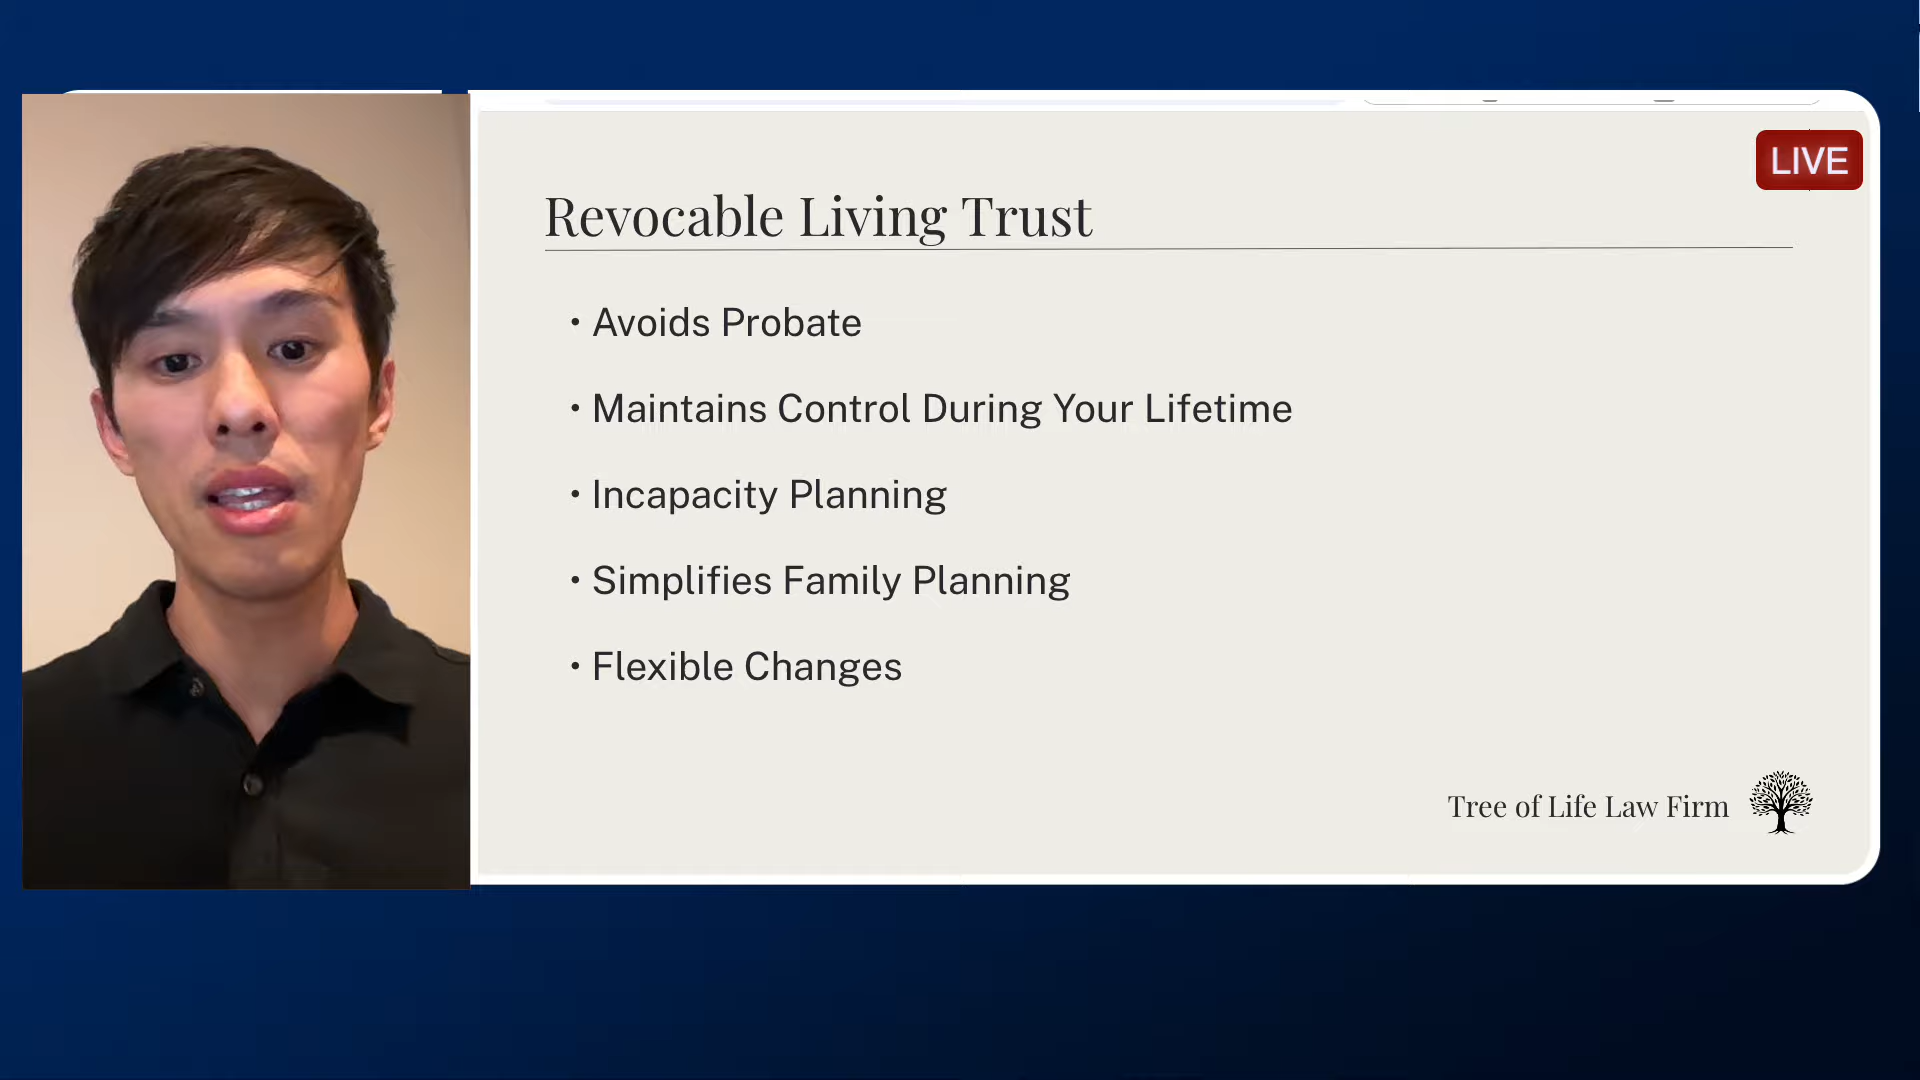 LIVE
Revocable Living Trust
• Avoids Probate
• Maintains Control During Your Lifetime
• Incapacity Planning
• Simplifies Family Planning
• Flexible Changes
Tree of Life Law Firm